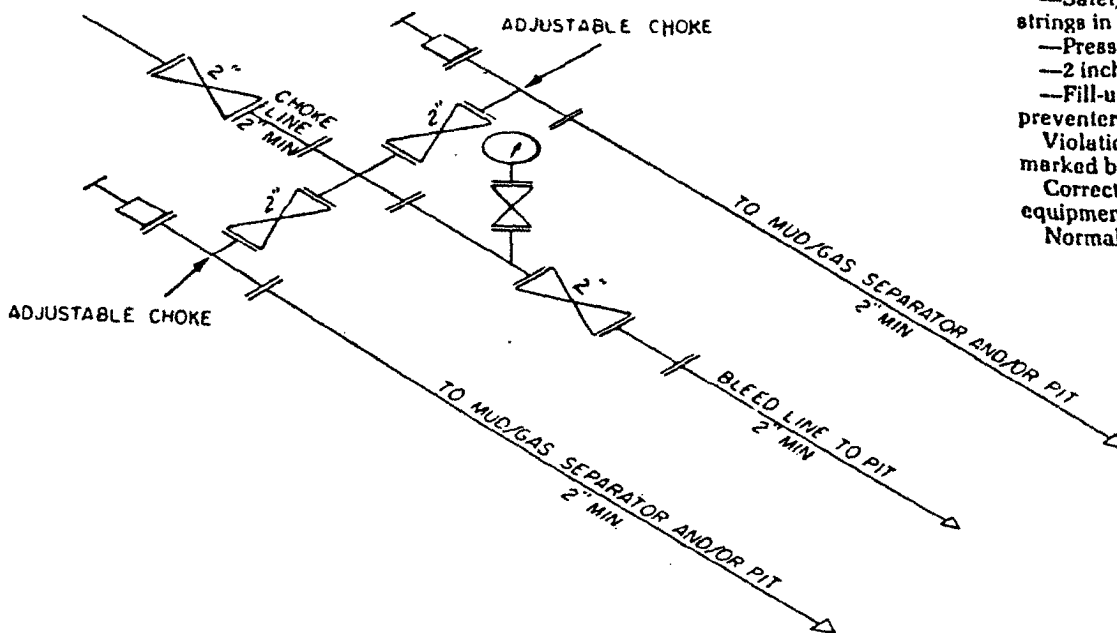 ADJUSTABLE CHOKE
2"
CHOKE
LINE
2" MIN
2"
2"
ADJUSTABLE CHOKE
2"
TO MUD/GAS SEPARATOR AND/OR PIT
2" MIN
BLEED LINE TO PIT
2" MIN
TO MUD/GAS SEPARATOR AND/OR PIT
2" MIN.
strings in
—Press
—2 inch
—Fill-u
preventer
Violatio
marked b
Correct
equipmen
Normal